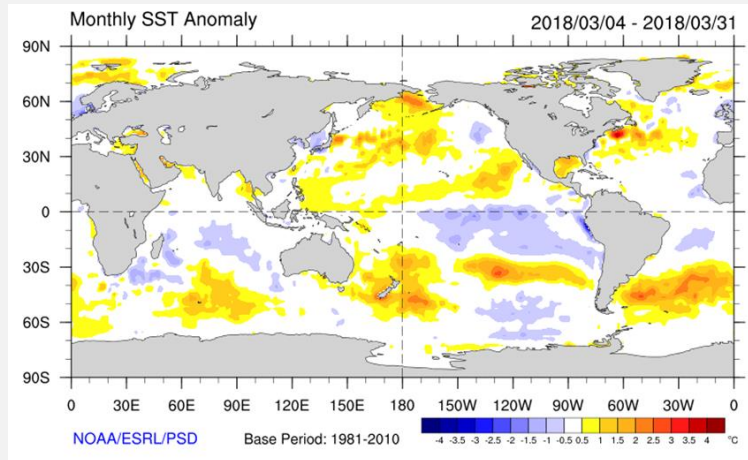 Monthly SST Anomaly 2018/03/04 - 2018/03/31
90N
60N
30N
0
30S
60S
90S
0 30E 60E 90E 120E 150E 180 150W 120W 90W 60W 30W 0
NOAA/ESRL/PSD Base Period: 1981-2010
-4 -3.5 -3 -2.5 -2 -1.5 -1 -0.5 0.5 1 1.5 2 2.5 3 3.5 4 °C